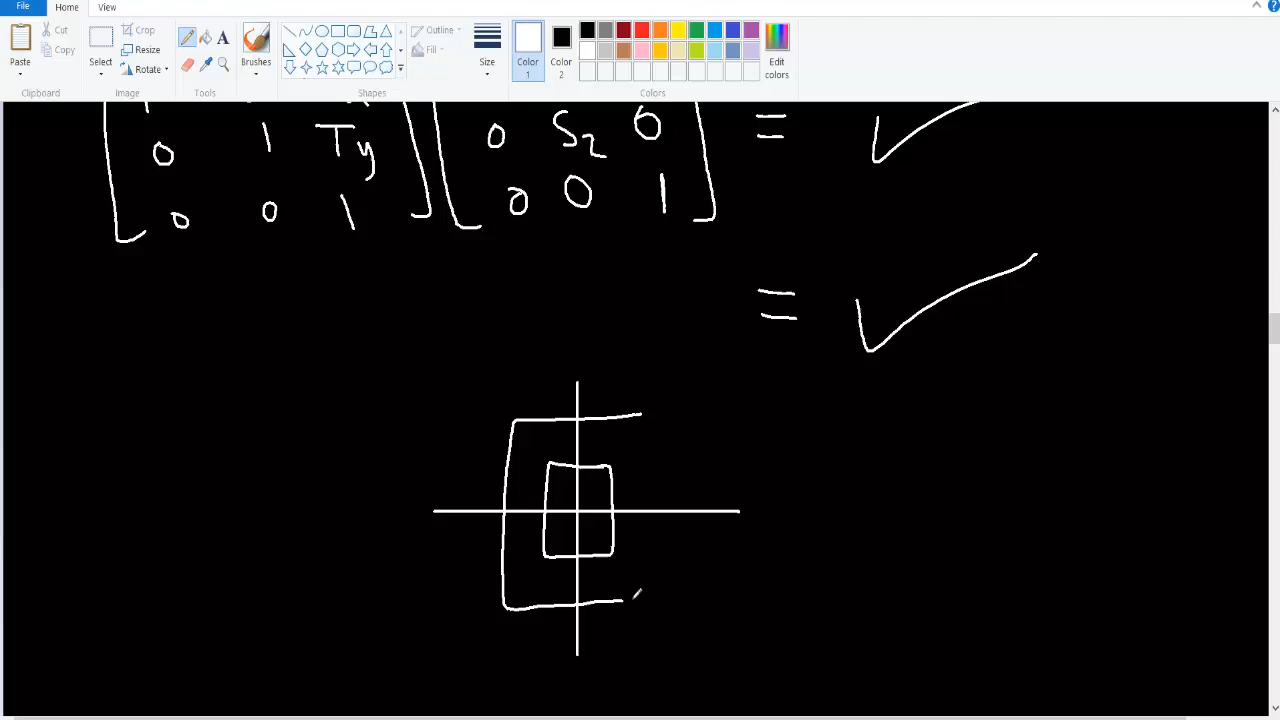 File Home View
Cut
Copy
Paste
Clipboard
Select
Crop
Resize
Rotate
Image
A
Tools
Brushes
Outline
Fill
Shapes
Size
Color 1
Color 2
Edit colors
Colors
?
0 1 Ty 0 S2 0 =
0 0 1 0 0 1
=